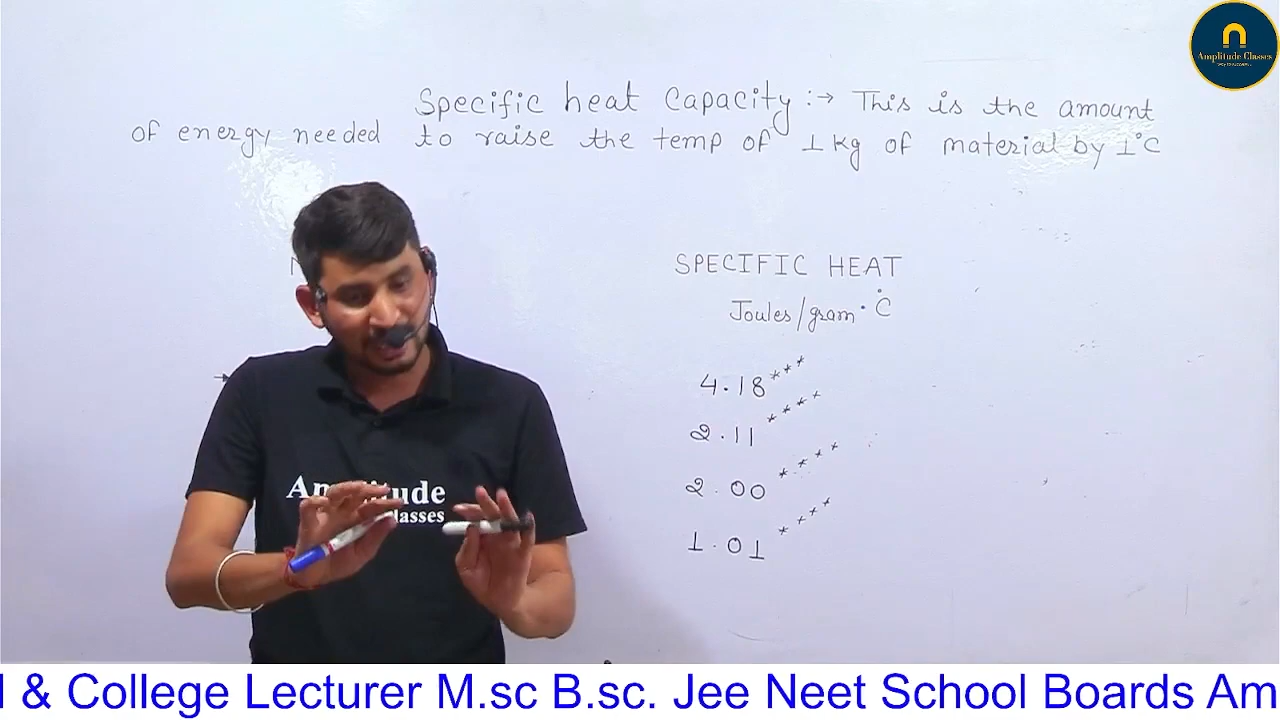 Amplitude Classes
Specific heat capacity :→ This is the amount
of energy needed to raise the temp of 1 kg of material by 1°C
SPECIFIC HEAT
Joules/gram·°C
4.18***
2.11****
2.00****
1.01****
Amplitude
Classes
& College Lecturer M.sc B.sc. Jee Neet School Boards Am